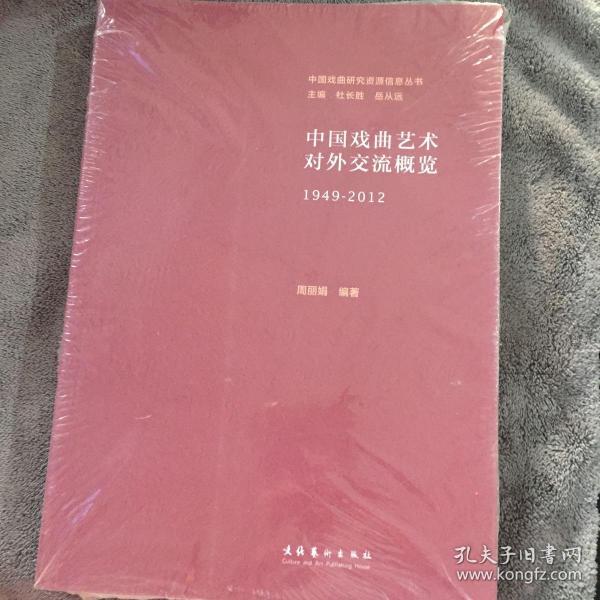 中国戏曲研究资源信息丛书
主编 杜长胜 岳从远
中国戏曲艺术
对外交流概览
1949-2012
周丽娟 编著
文化藝術出版社
Culture and Art Publishing House
孔夫子旧书网
www.kongfz.com